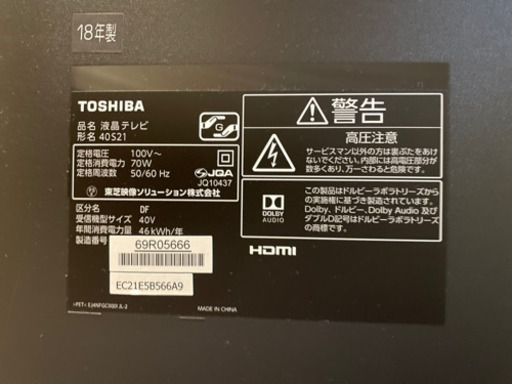 18年製
TOSHIBA
品名 液晶テレビ
形名 40S21
定格電圧 100V~
定格消費電力 70W
定格周波数 50/60 Hz
JQA
JQ10437
東芝映像ソリューション株式会社
区分名 DF
受信機型サイズ 40V
年間消費電力量 46kWh/年
製造番号
69R05666
EC21E5B566A9
警告
高圧注意
サービスマン以外の方は裏ぶたをあけないでください。内部には高電圧部分が数多くあり、万一さわると危険です。
DOLBY AUDIO
この製品はドルビーラボラトリーズからの実施権に基づき製造されています。
Dolby、ドルビー、Dolby Audio 及びダブルD記号はドルビーラボラトリーズの商標です。
HDMI
MADE IN CHINA